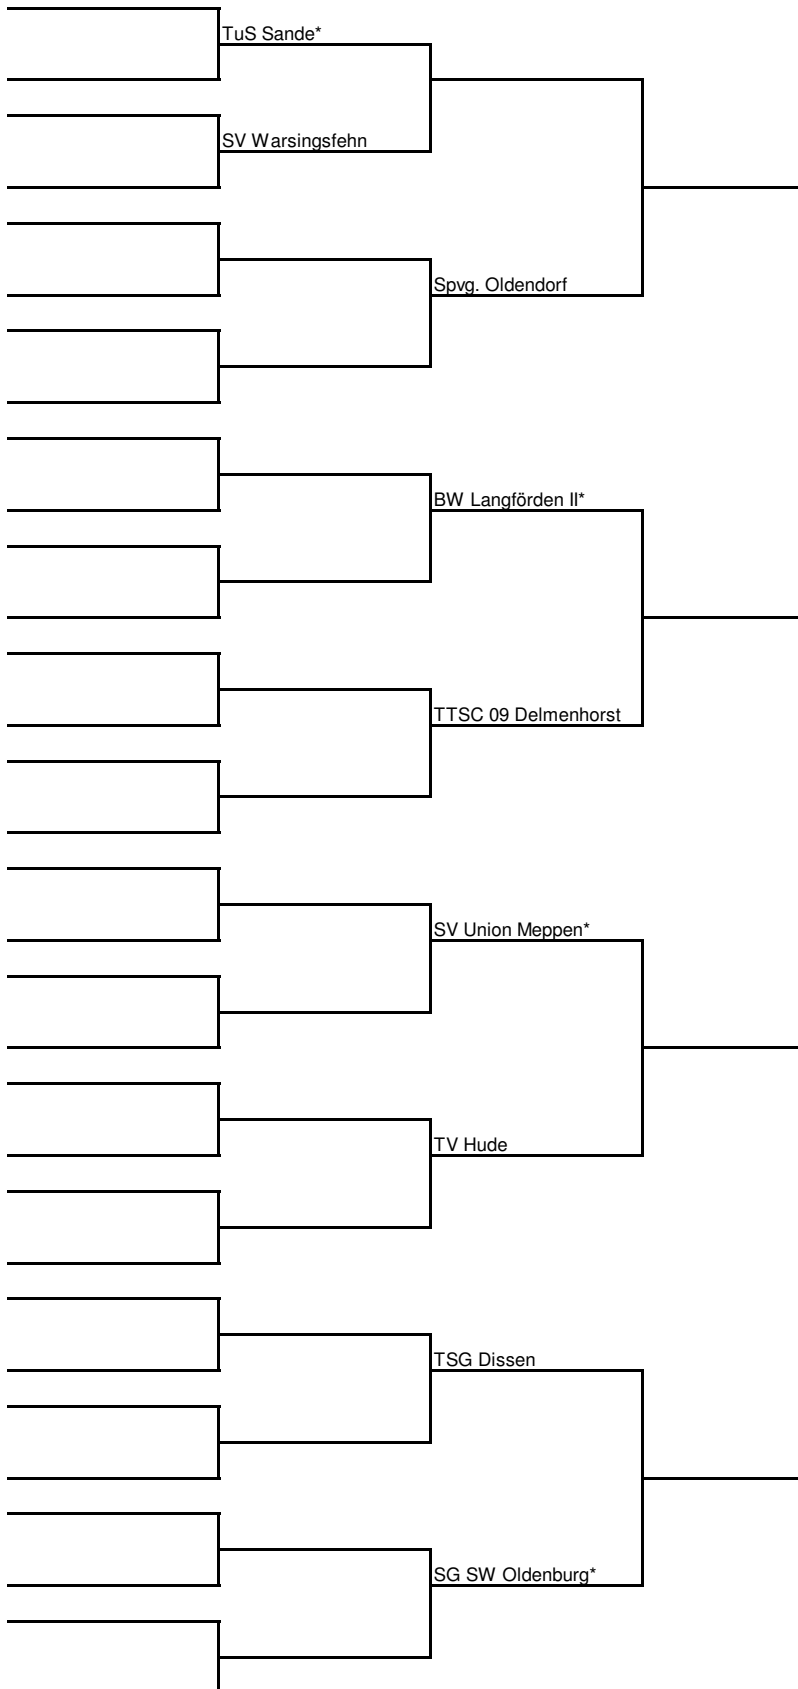 TuS Sande*
SV Warsingsfehn
Spvg. Oldendorf
BW Langförden II*
TTSC 09 Delmenhorst
SV Union Meppen*
TV Hude
TSG Dissen
SG SW Oldenburg*